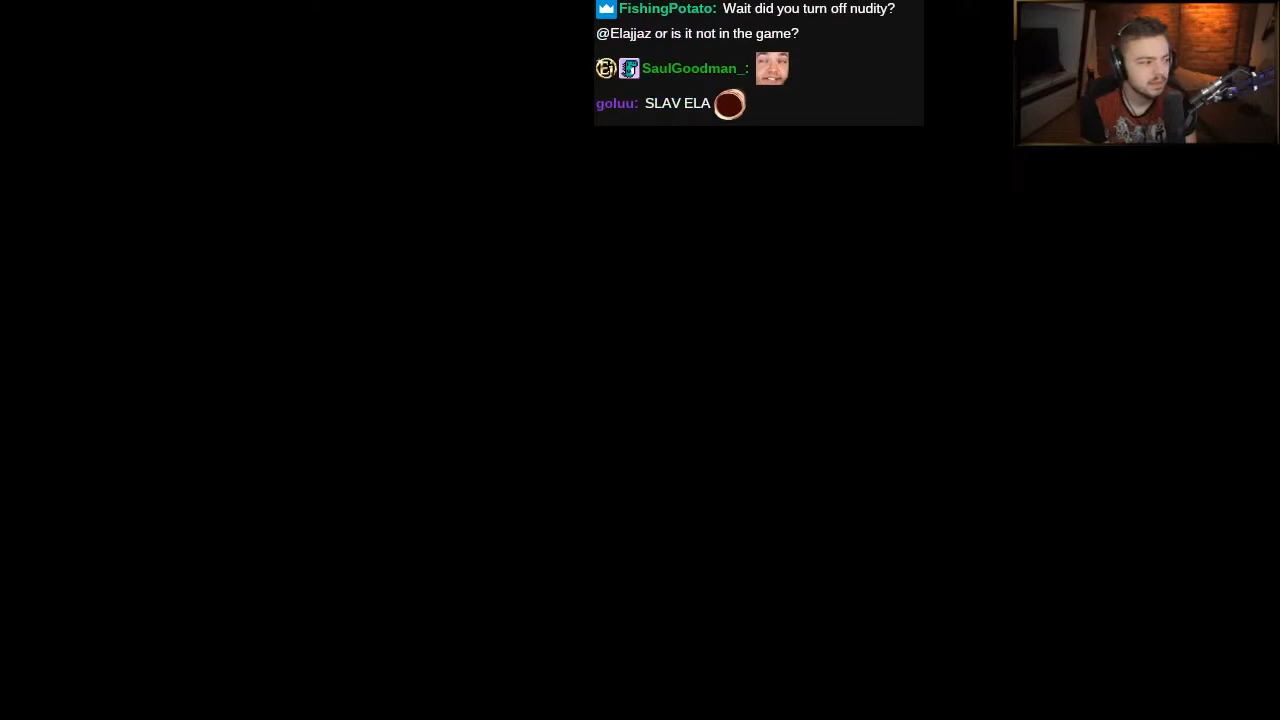 FishingPotato: Wait did you turn off nudity?
@Elajjaz or is it not in the game?
SaulGoodman_:
goluu: SLAV ELA